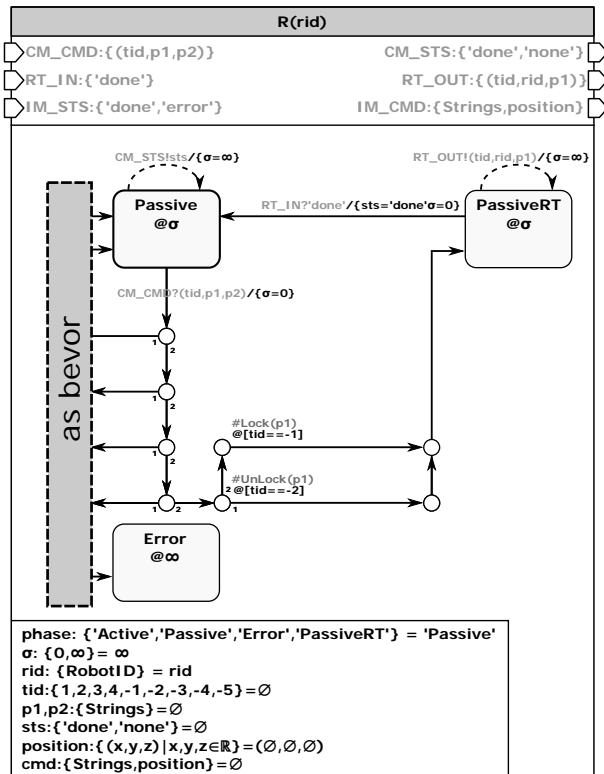 R(rid)
CM_CMD:{(tid,p1,p2)}
CM_STS:{'done','none'}
RT_IN:{'done'}
RT_OUT:{(tid,rid,p1)}
IM_STS:{'done','error'}
IM_CMD:{Strings,position}
CM_STS!sts/{σ=∞}
RT_OUT!(tid,rid,p1)/{σ=∞}
Passive
@σ
RT_IN?'done'/{sts='done'σ=0}
PassiveRT
@σ
CM_CMD?(tid,p1,p2)/{σ=0}
as bevor
1
2
1
2
1
2
#Lock(p1)
@[tid==-1]
#UnLock(p1)
2 @[tid==-2]
1
2
1
Error
@∞
phase: {'Active','Passive','Error','PassiveRT'} = 'Passive'
σ: {0,∞}= ∞
rid: {RobotID} = rid
tid:{1,2,3,4,-1,-2,-3,-4,-5}=∅
p1,p2:{Strings}=∅
sts:{'done','none'}=∅
position:{(x,y,z)|x,y,z∈ℝ}=(∅,∅,∅)
cmd:{Strings,position}=∅